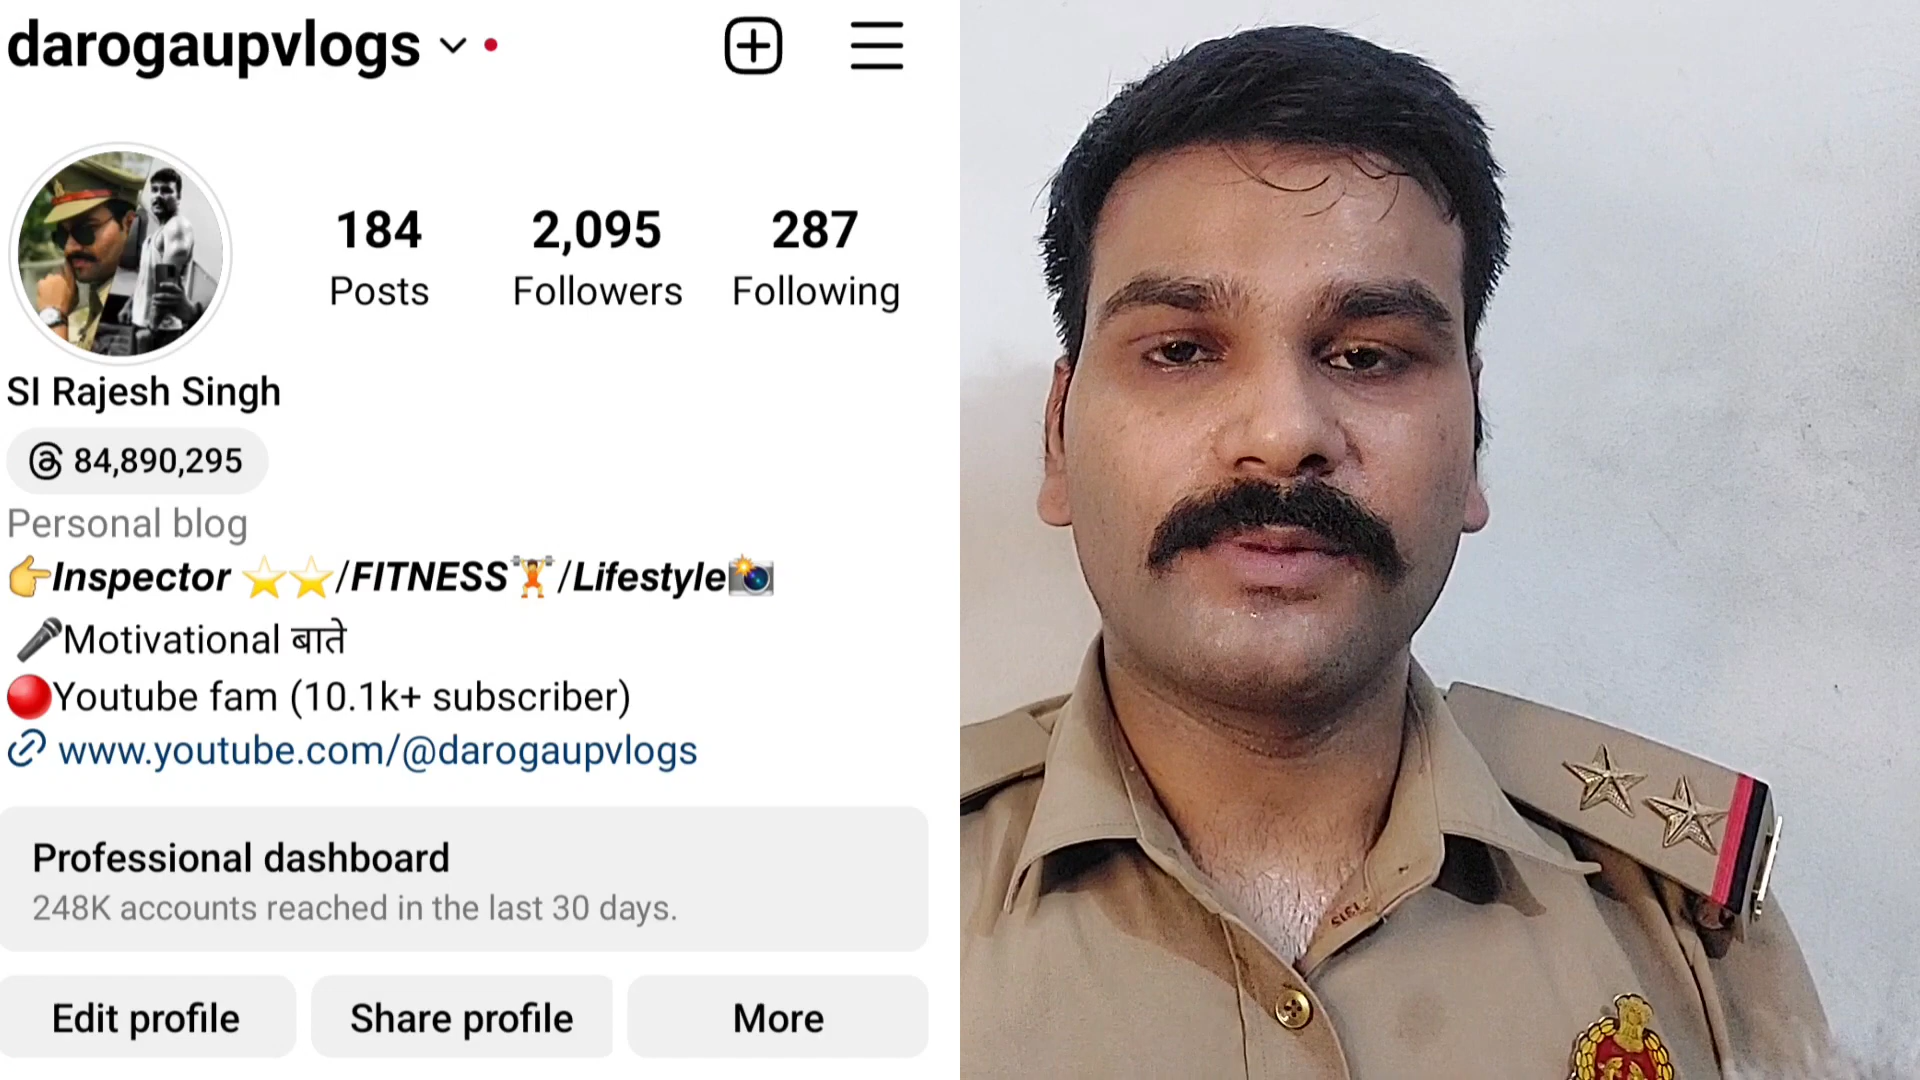 darogaupvlogs
184 2,095 287
Posts Followers Following
SI Rajesh Singh
84,890,295
Personal blog
👉Inspector ⭐⭐/FITNESS🏋/Lifestyle📸
🎤Motivational बाते
🔴Youtube fam (10.1k+ subscriber)
www.youtube.com/@darogaupvlogs
Professional dashboard
248K accounts reached in the last 30 days.
Edit profile Share profile More